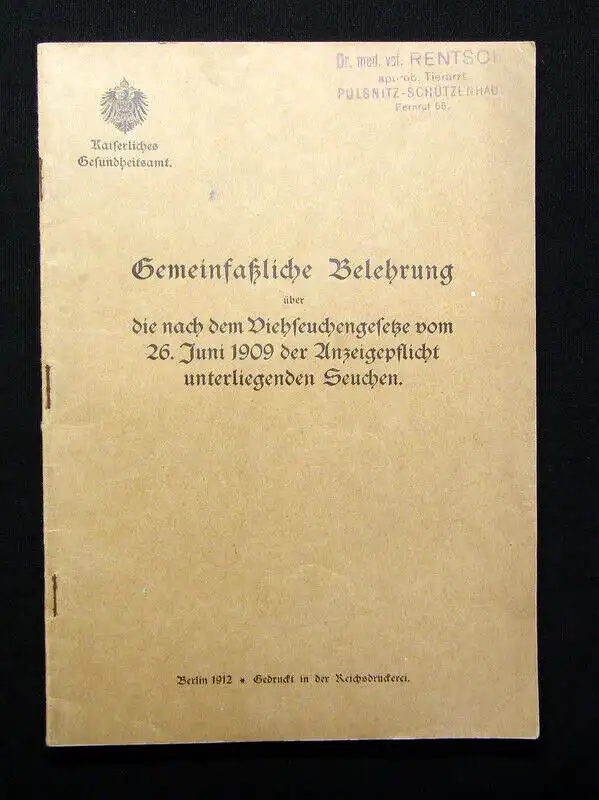 Kaiserliches
Gesundheitsamt.
Dr. med. vet. RENTSC
approb. Tierarzt
PULSNITZ-SCHÜTZENHAU
Fernruf 56.
Gemeinfaßliche Belehrung
über
die nach dem Viehseuchengesetze vom
26. Juni 1909 der Anzeigepflicht
unterliegenden Seuchen.
Berlin 1912 * Gedruckt in der Reichsdruckerei.